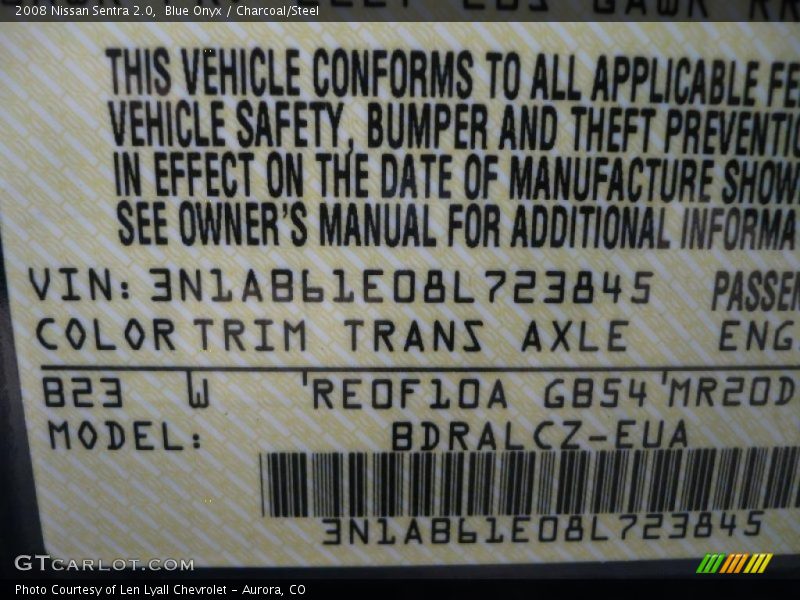 2008 Nissan Sentra 2.0,  Blue Onyx / Charcoal/Steel
THIS VEHICLE CONFORMS TO ALL APPLICABLE FE
VEHICLE SAFETY, BUMPER AND THEFT PREVENTIO
IN EFFECT ON THE DATE OF MANUFACTURE SHOW
SEE OWNER'S MANUAL FOR ADDITIONAL INFORMA
VIN: 3N1AB61E08L723845 PASSEN
COLOR TRIM TRANS AXLE ENG
B23 W RE0F10A GB54 MR20D
MODEL: BDRALCZ-EUA
3N1AB61E08L723845
GTCARLOT.COM
Photo Courtesy of Len Lyall Chevrolet - Aurora, CO